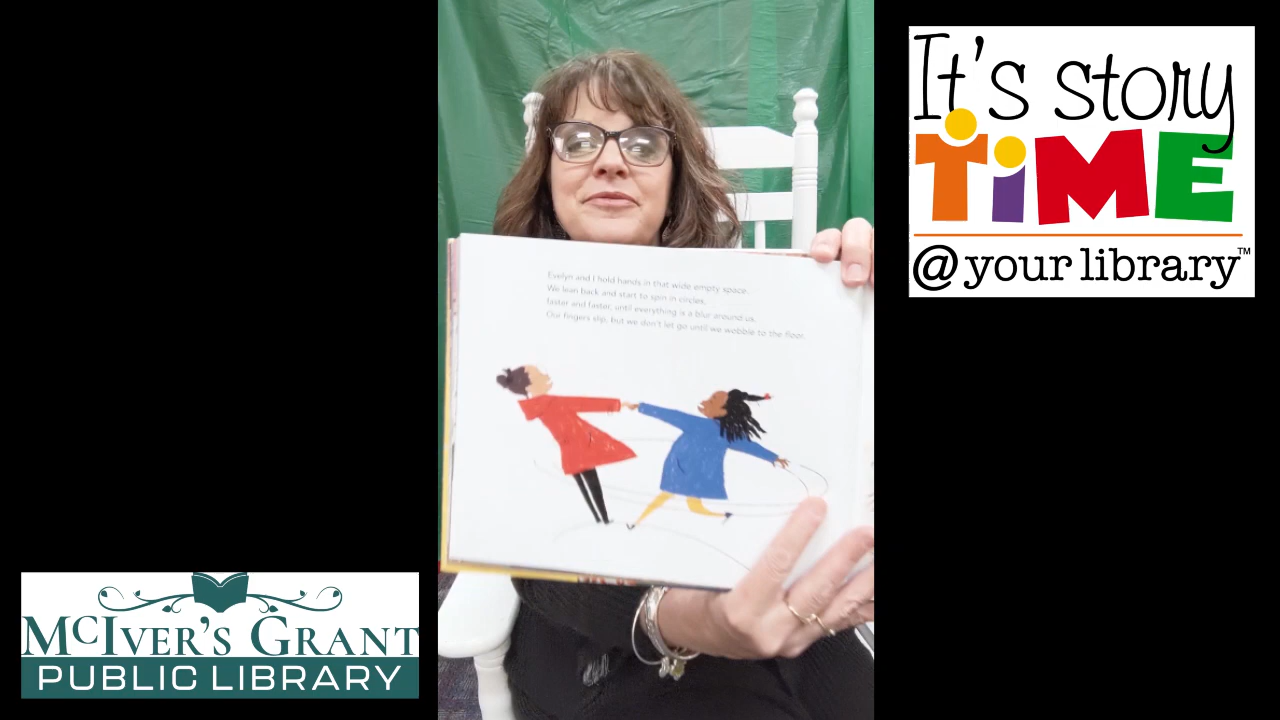 It's story
TiME
@ your library™
Evelyn and I hold hands in that wide empty space.
We lean back and start to spin in circles,
faster and faster, until everything is a blur around us.
Our fingers slip, but we don't let go until we wobble to the floor.
McIver's Grant
PUBLIC LIBRARY